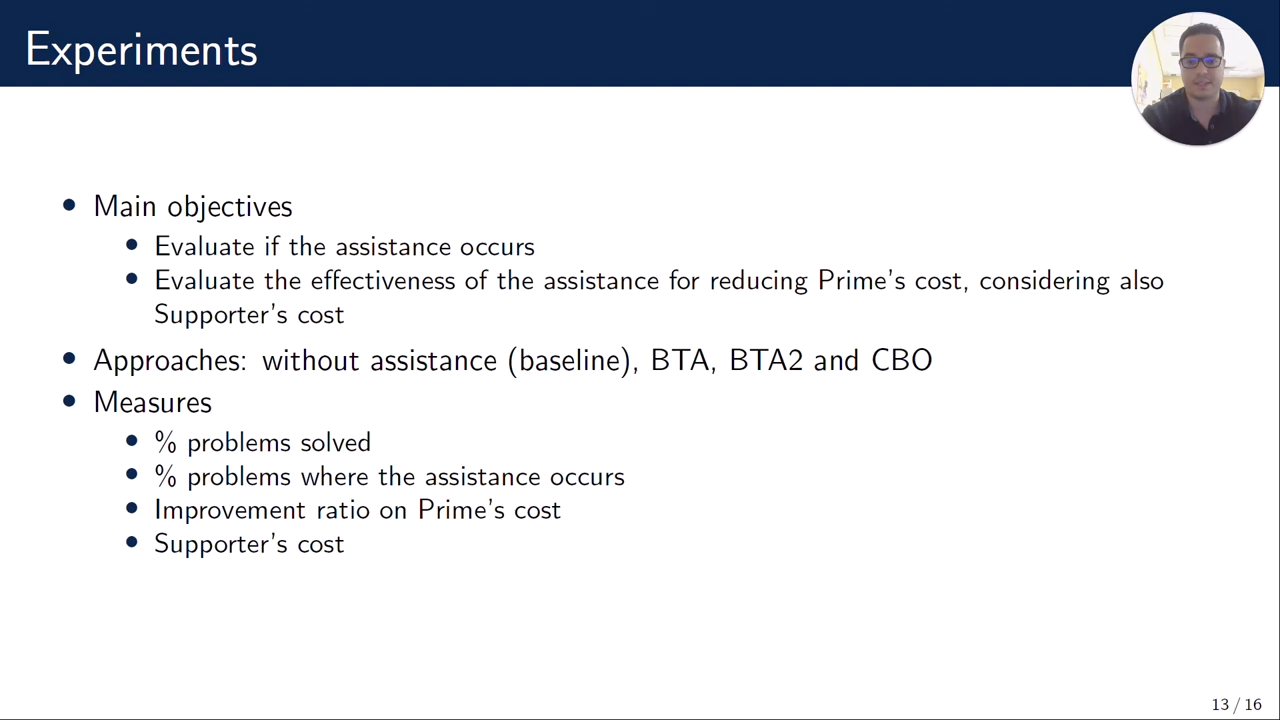 Experiments
• Main objectives
• Evaluate if the assistance occurs
• Evaluate the effectiveness of the assistance for reducing Prime's cost, considering also
Supporter's cost
• Approaches: without assistance (baseline), BTA, BTA2 and CBO
• Measures
• % problems solved
• % problems where the assistance occurs
• Improvement ratio on Prime's cost
• Supporter's cost
13 / 16